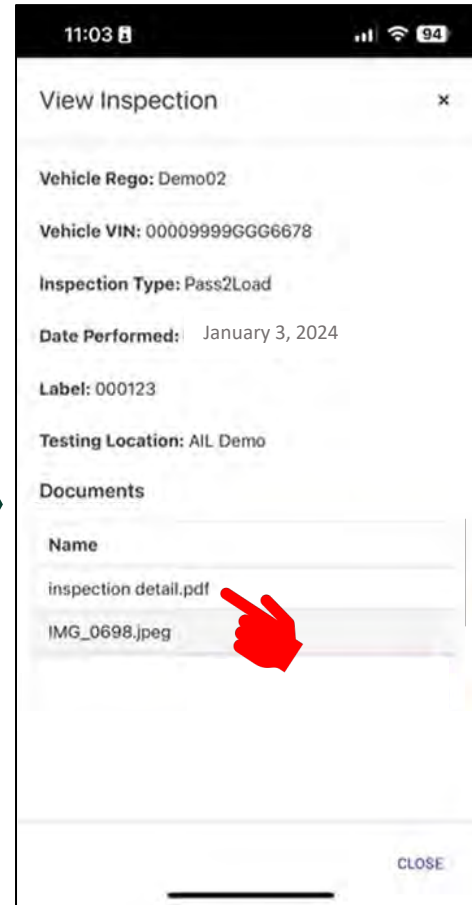 11:03
94
View Inspection ×
Vehicle Rego: Demo02
Vehicle VIN: 00009999GGG6678
Inspection Type: Pass2Load
Date Performed: January 3, 2024
Label: 000123
Testing Location: AIL Demo
Documents
Name
inspection detail.pdf
IMG_0698.jpeg
CLOSE